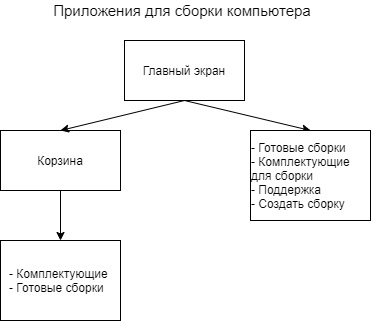 Приложения для сборки компьютера
Главный экран
Корзина
- Готовые сборки
- Комплектующие
для сборки
- Поддержка
- Создать сборку
- Комплектующие
- Готовые сборки